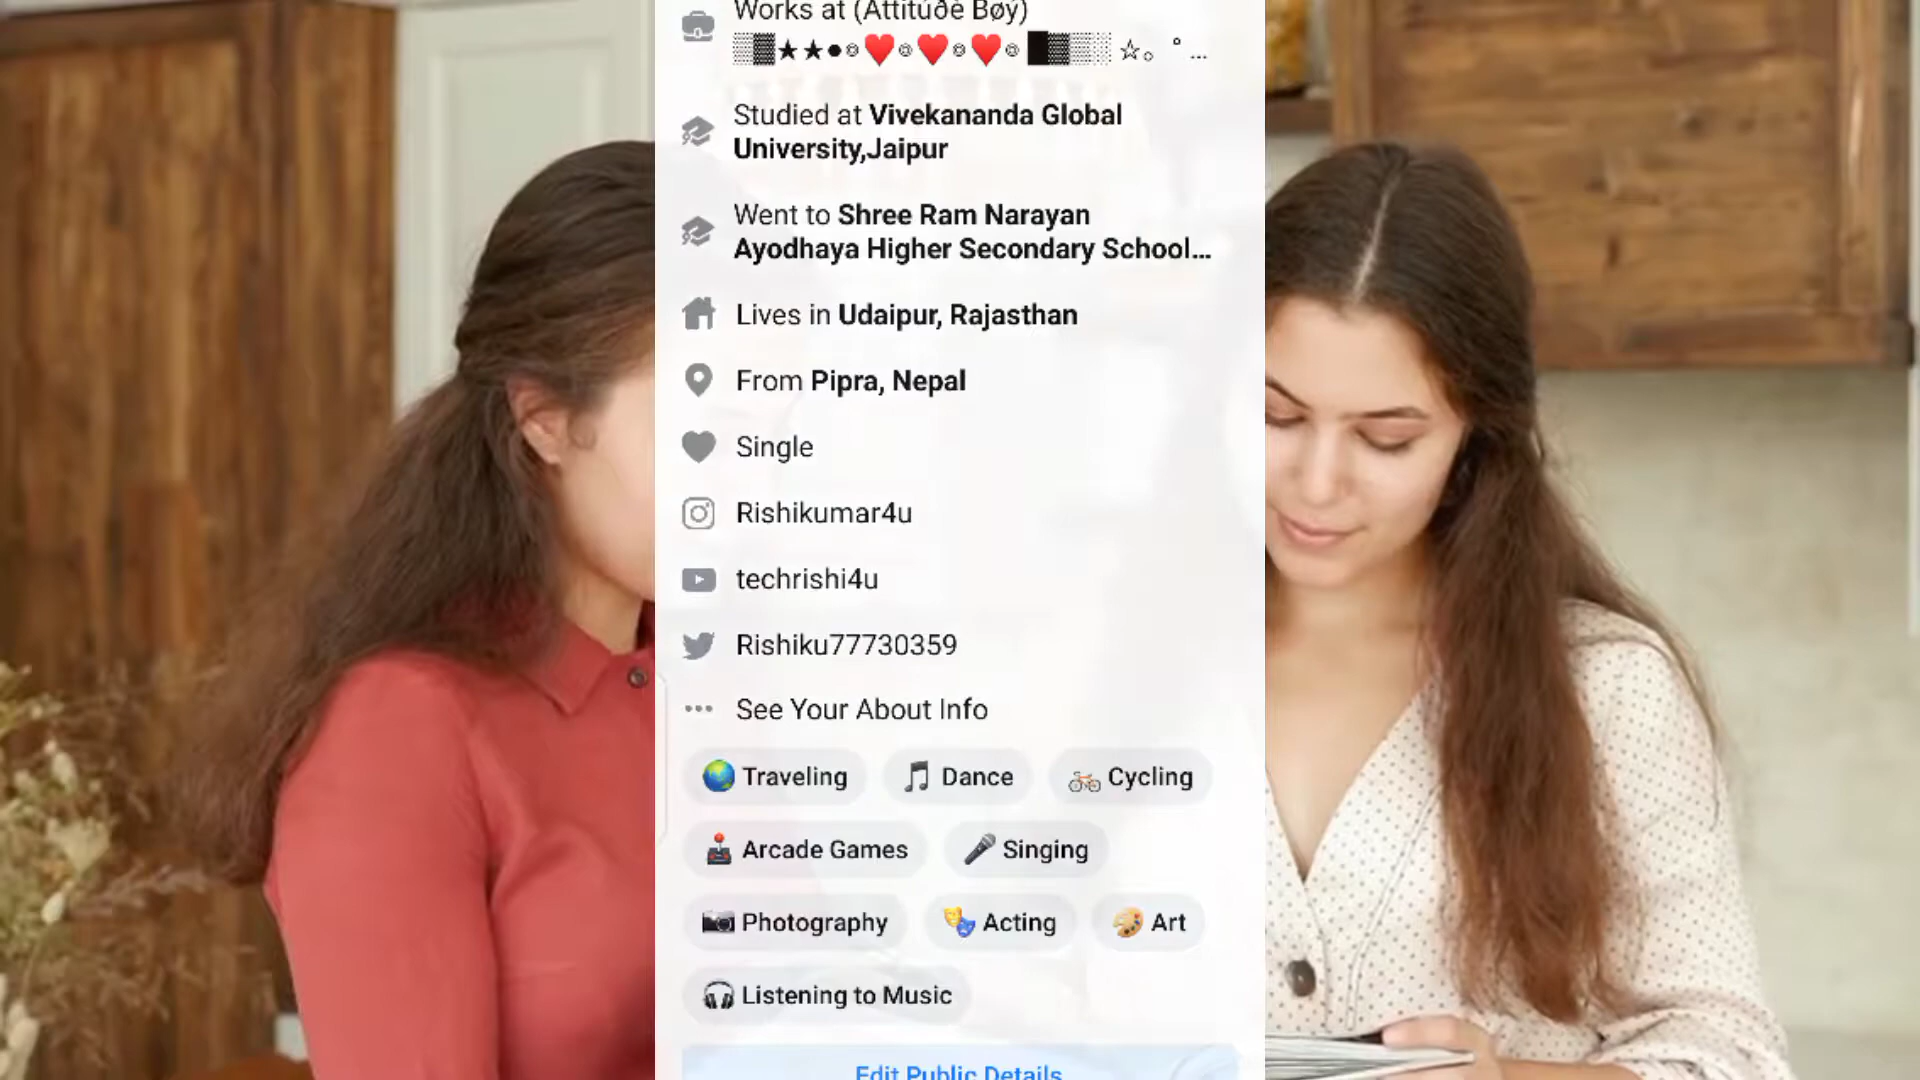 Works at (Attitúðê Bøý)
░▓★★●๏❤️๏❤️๏❤️๏█▓▒░☆。˚...
Studied at Vivekananda Global
University,Jaipur
Went to Shree Ram Narayan
Ayodhaya Higher Secondary School...
Lives in Udaipur, Rajasthan
From Pipra, Nepal
Single
Rishikumar4u
techrishi4u
Rishiku77730359
See Your About Info
Traveling
Dance
Cycling
Arcade Games
Singing
Photography
Acting
Art
Listening to Music
Edit Public Details